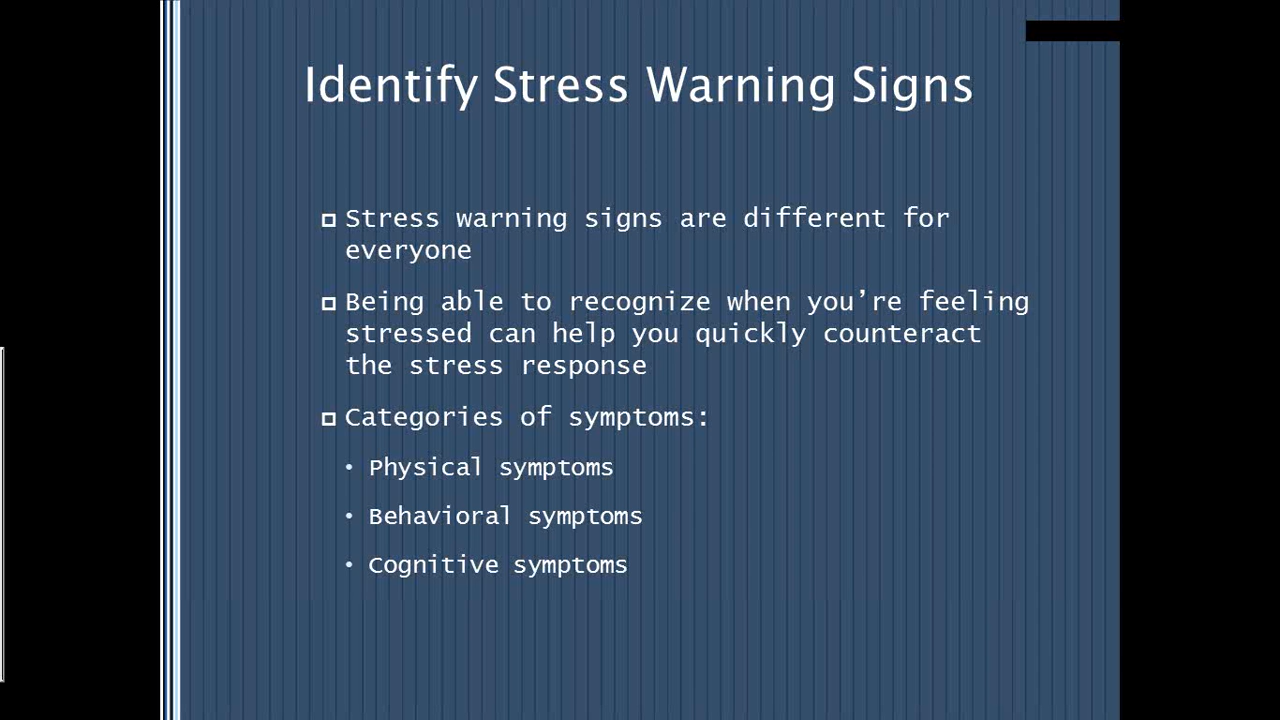 Identify Stress Warning Signs
Stress warning signs are different for
everyone
Being able to recognize when you’re feeling
stressed can help you quickly counteract
the stress response
Categories of symptoms:
• Physical symptoms
• Behavioral symptoms
• Cognitive symptoms